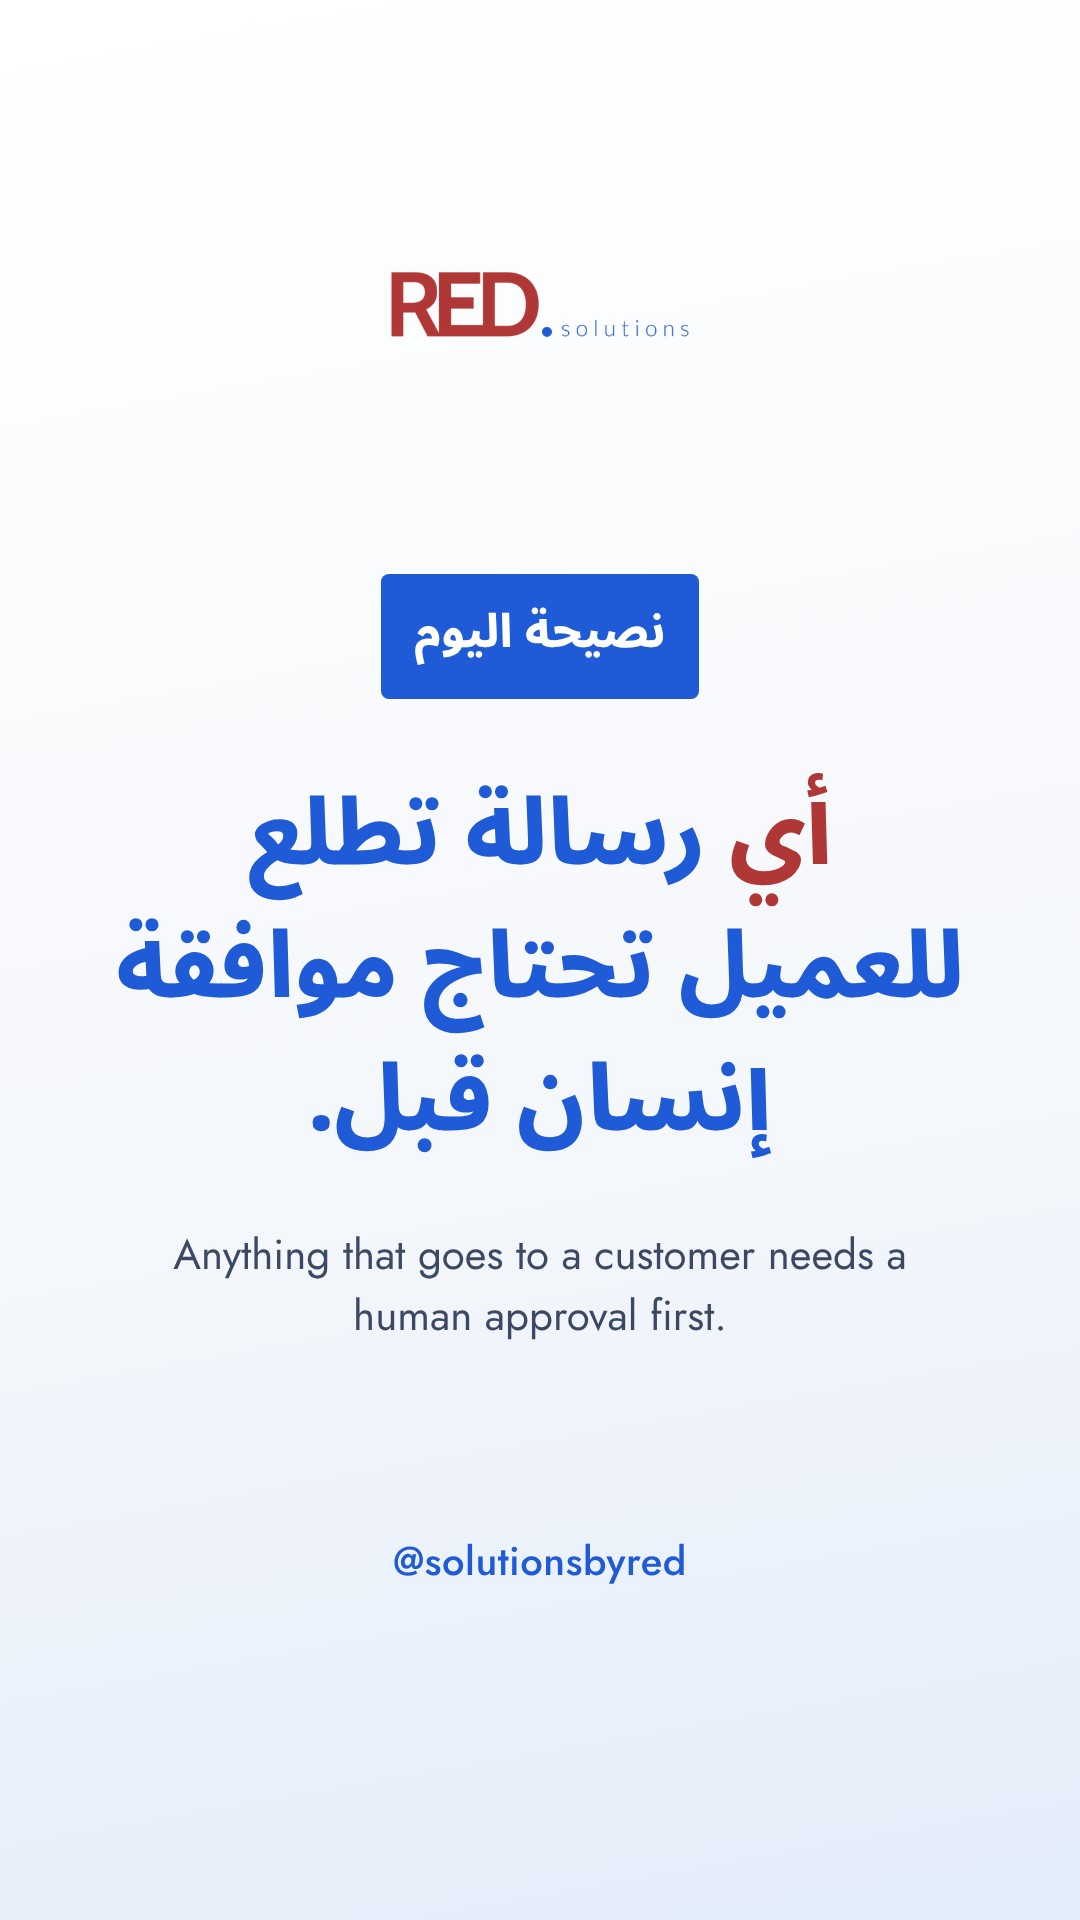 RED.solutions
نصيحة اليوم
أي رسالة تطلع
للعميل تحتاج موافقة
إنسان قبل.
Anything that goes to a customer needs a
human approval first.
@solutionsbyred